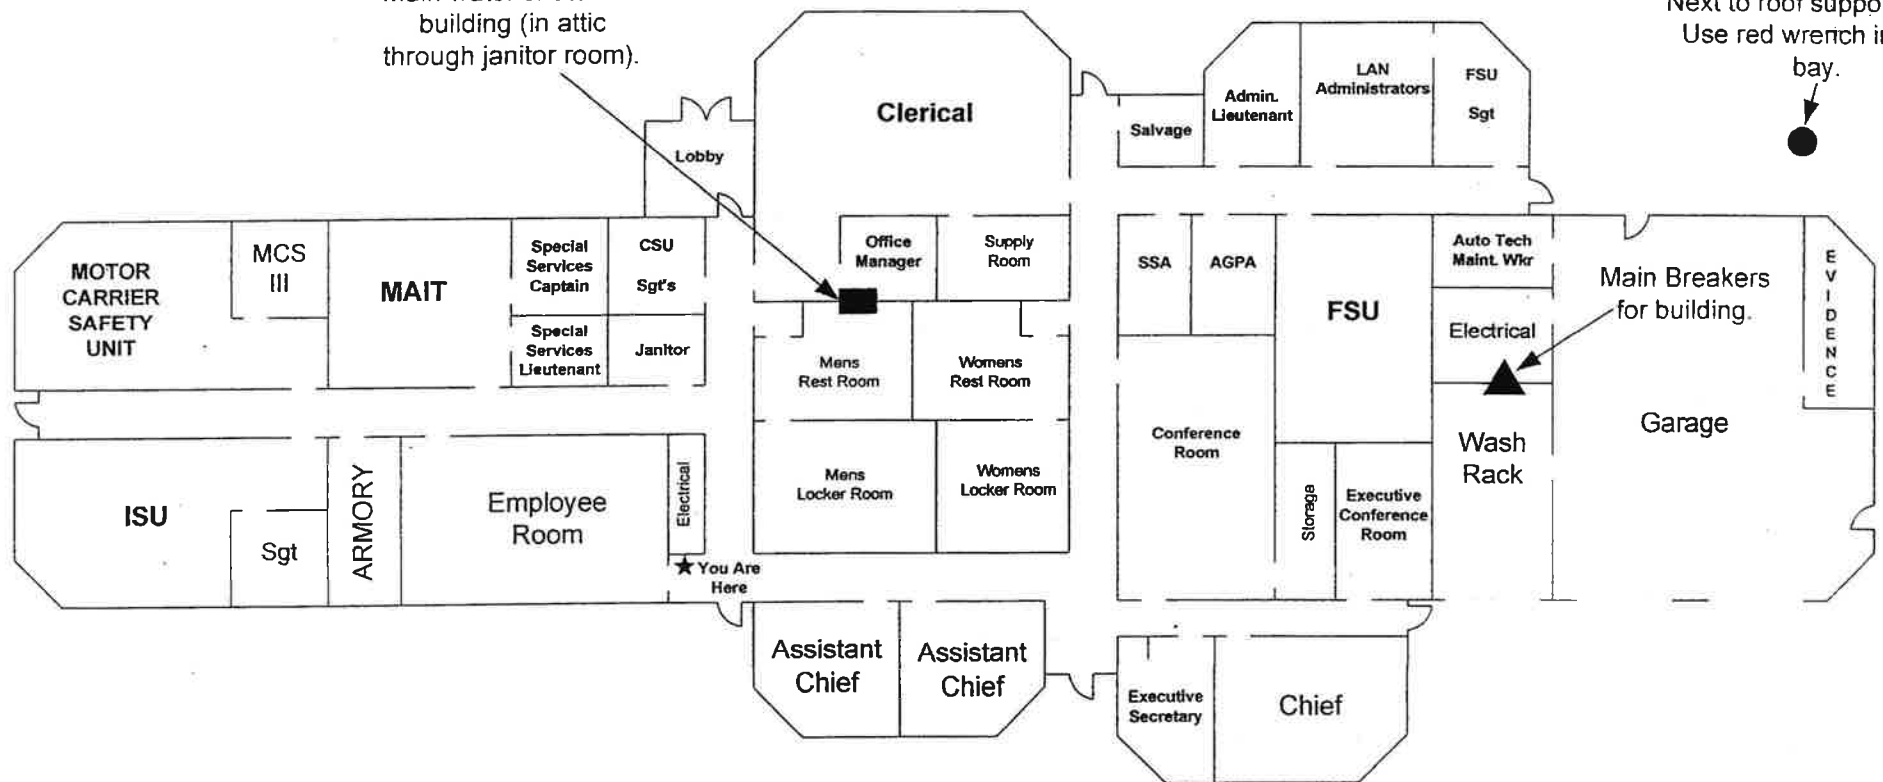 building (in attic
through janitor room).
Next to roof suppo
Use red wrench i
bay.
Clerical
Lobby
Salvage
Admin.
Lieutenant
LAN
Administrators
FSU
Sgt
MOTOR
CARRIER
SAFETY
UNIT
MCS
III
MAIT
Special
Services
Captain
CSU
Sgt's
Special
Services
Lieutenant
Janitor
Office
Manager
Supply
Room
SSA
AGPA
FSU
Auto Tech
Maint. Wkr
Electrical
Main Breakers
for building.
EVIDENCE
Mens
Rest Room
Womens
Rest Room
Conference
Room
Wash
Rack
Garage
ISU
Sgt
ARMORY
Employee
Room
Electrical
Mens
Locker Room
Womens
Locker Room
Storage
Executive
Conference
Room
You Are
Here
Assistant
Chief
Assistant
Chief
Executive
Secretary
Chief